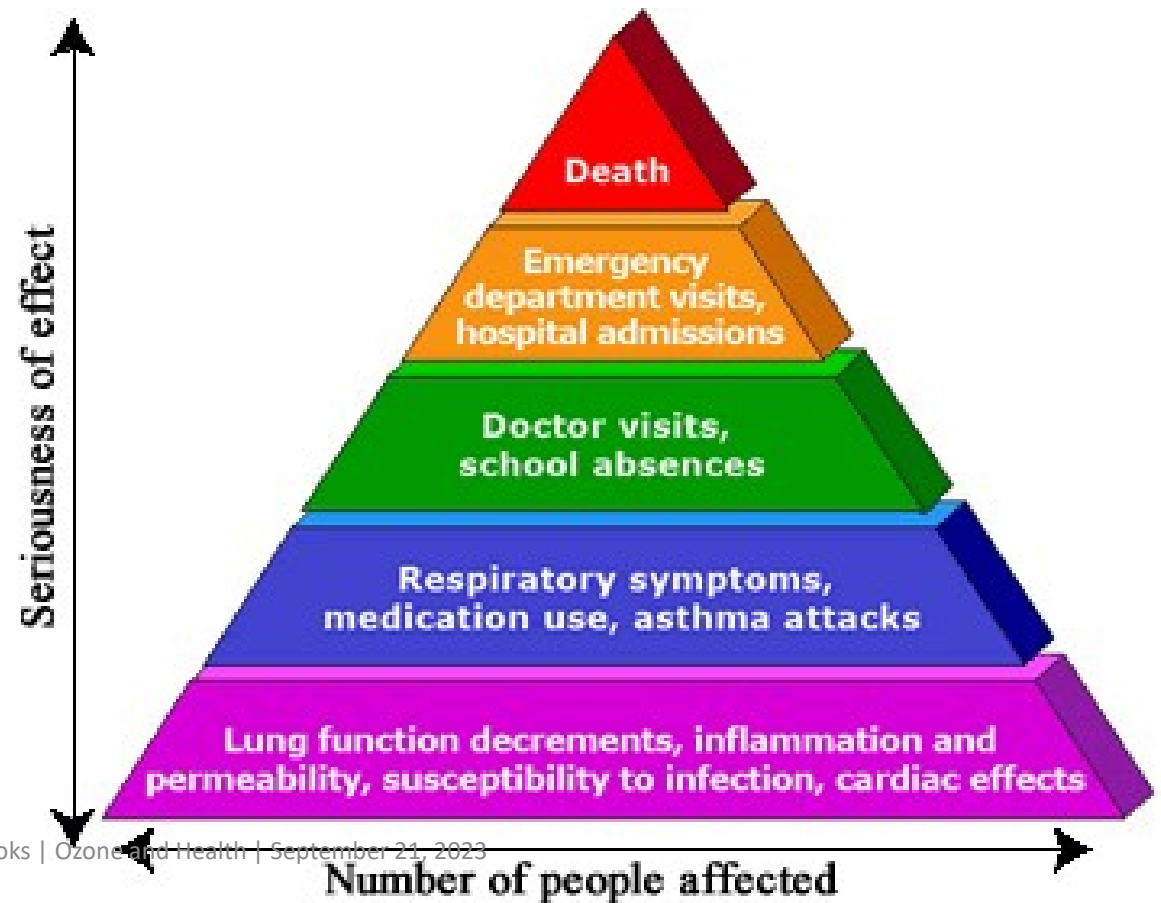 Death
Emergency
department visits,
hospital admissions
Doctor visits,
school absences
Respiratory symptoms,
medication use, asthma attacks
Lung function decrements, inflammation and
permeability, susceptibility to infection, cardiac effects
Seriousness of effect
| Ozone and Health | September 21, 2023
Number of people affected